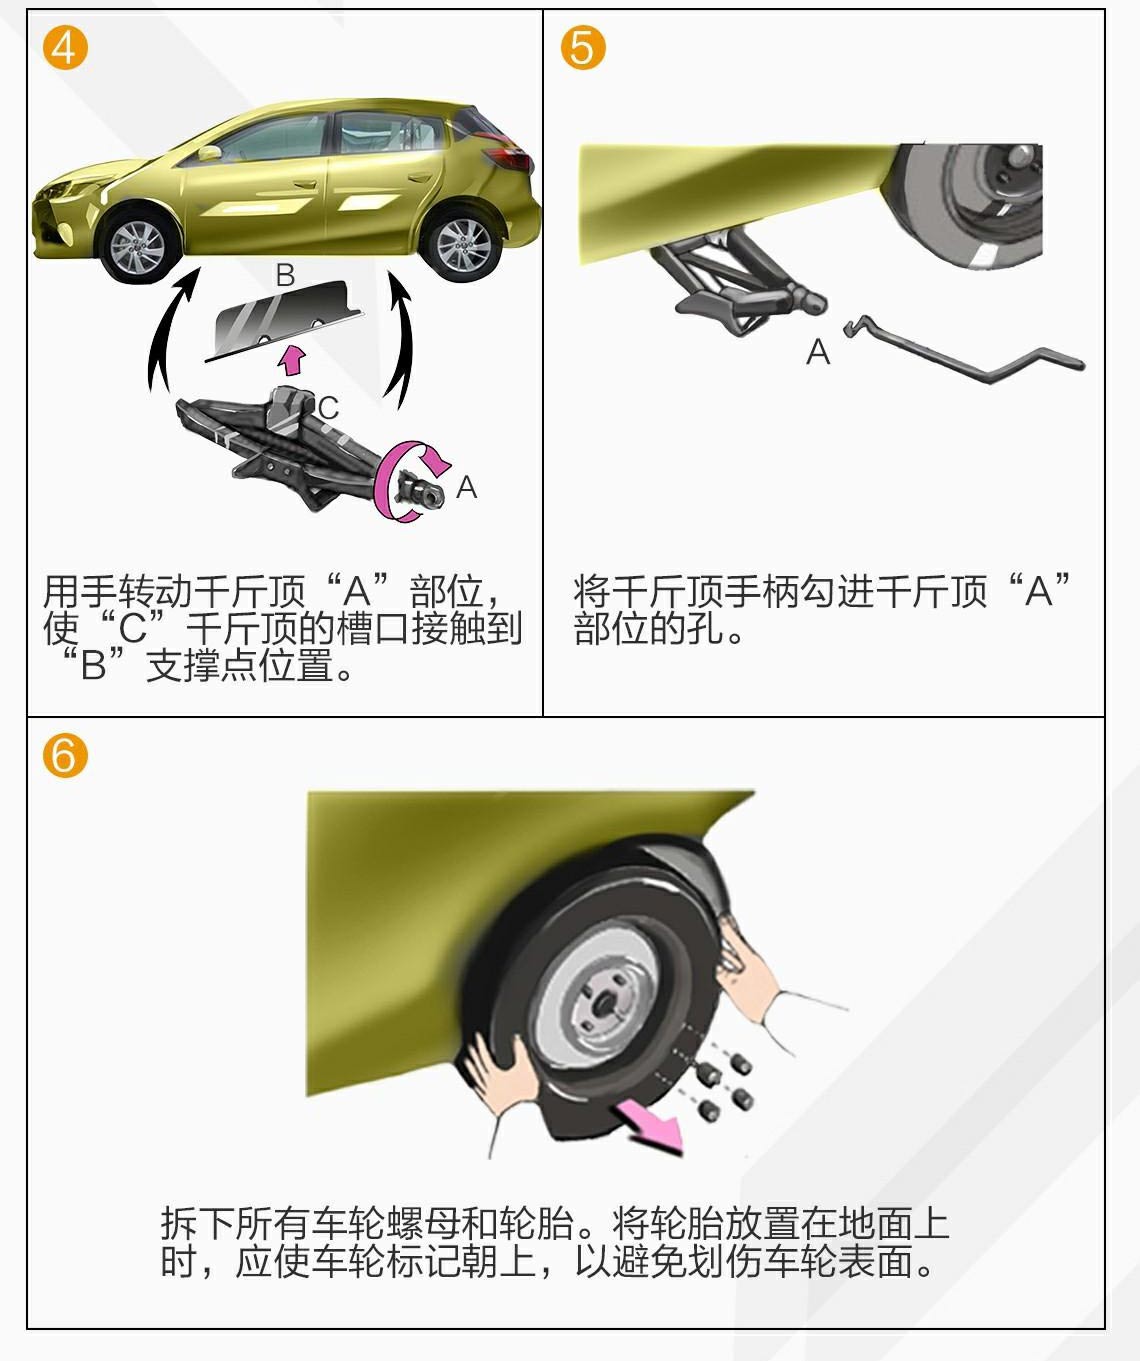 4
B
C
A
用手转动千斤顶“A”部位，
使“C”千斤顶的槽口接触到
“B”支撑点位置。
5
A
将千斤顶手柄勾进千斤顶“A”
部位的孔。
6
拆下所有车轮螺母和轮胎。将轮胎放置在地面上
时，应使车轮标记朝上，以避免划伤车轮表面。